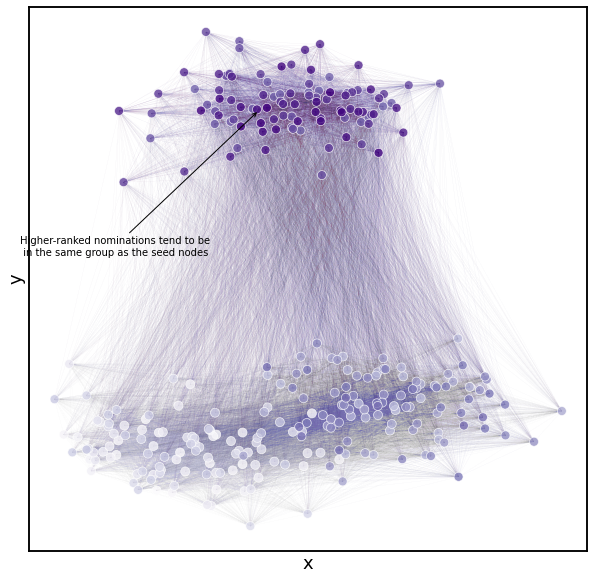 Higher-ranked nominations tend to be
in the same group as the seed nodes
y
x